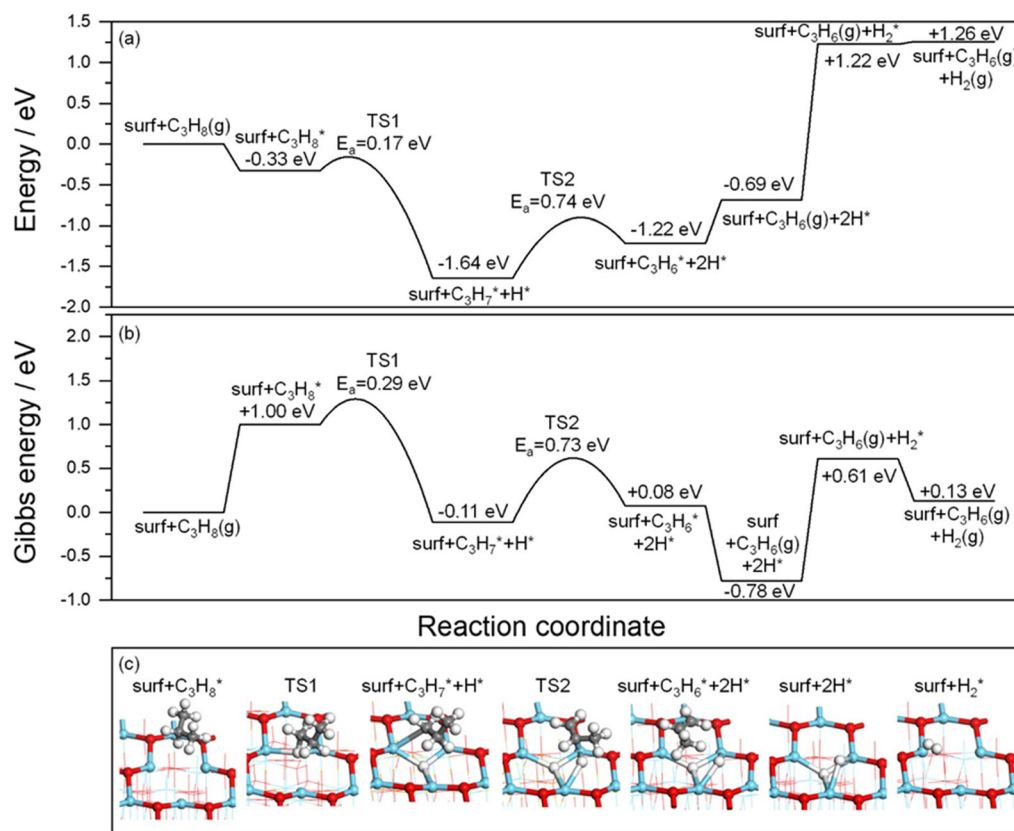 (a)
Energy / eV
1.5
1.0
0.5
0.0
-0.5
-1.0
-1.5
-2.0
surf+C₃H₈(g)
surf+C₃H₈*
-0.33 eV
TS1
Eₐ=0.17 eV
-1.64 eV
surf+C₃H₇*+H*
TS2
Eₐ=0.74 eV
-1.22 eV
surf+C₃H₆*+2H*
-0.69 eV
surf+C₃H₆(g)+2H*
surf+C₃H₆(g)+H₂*
+1.22 eV
+1.26 eV
surf+C₃H₆(g)
+H₂(g)
(b)
Gibbs energy / eV
2.0
1.5
1.0
0.5
0.0
-0.5
-1.0
surf+C₃H₈(g)
surf+C₃H₈*
+1.00 eV
TS1
Eₐ=0.29 eV
-0.11 eV
surf+C₃H₇*+H*
TS2
Eₐ=0.73 eV
+0.08 eV
surf+C₃H₆*
+2H*
surf
+C₃H₆(g)
+2H*
-0.78 eV
surf+C₃H₆(g)+H₂*
+0.61 eV
+0.13 eV
surf+C₃H₆(g)
+H₂(g)
Reaction coordinate
(c)
surf+C₃H₈*
TS1
surf+C₃H₇*+H*
TS2
surf+C₃H₆*+2H*
surf+2H*
surf+H₂*